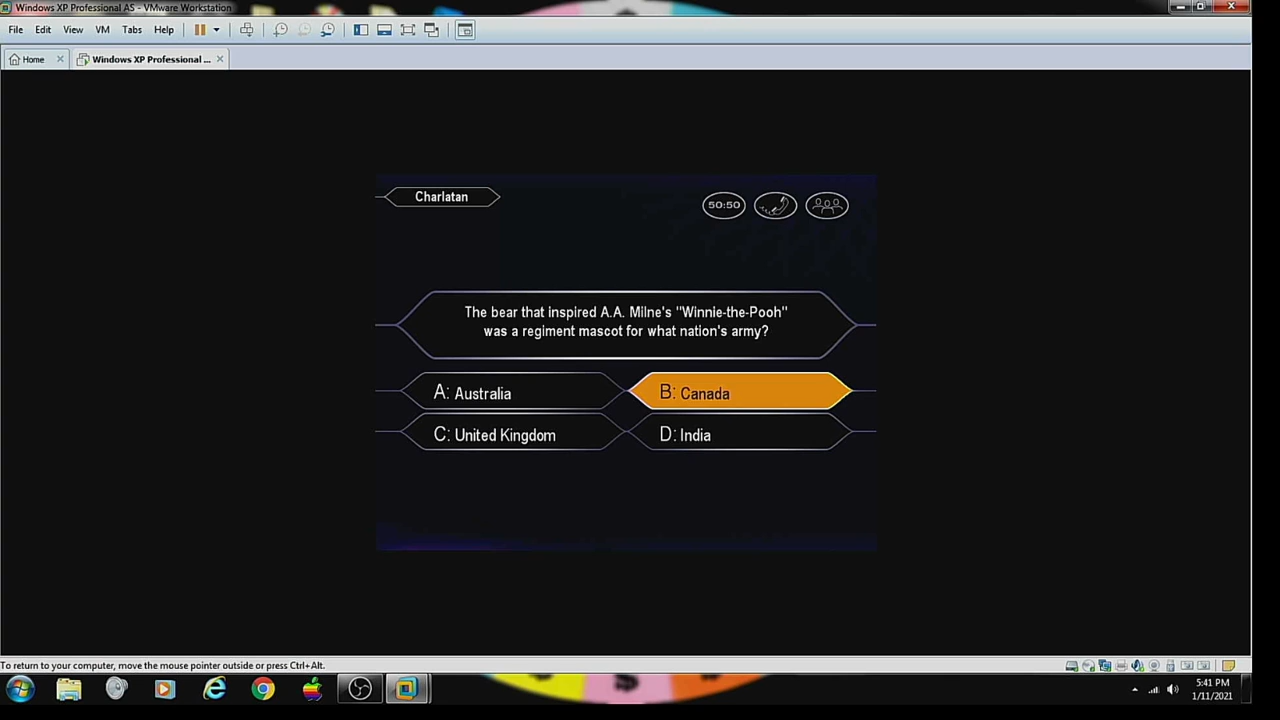 Windows XP Professional AS - VMware Workstation
File Edit View VM Tabs Help
Home Windows XP Professional ...
Charlatan
50:50
The bear that inspired A.A. Milne's "Winnie-the-Pooh"
was a regiment mascot for what nation's army?
A: Australia
B: Canada
C: United Kingdom
D: India
To return to your computer, move the mouse pointer outside or press Ctrl+Alt.
5:41 PM
1/11/2021